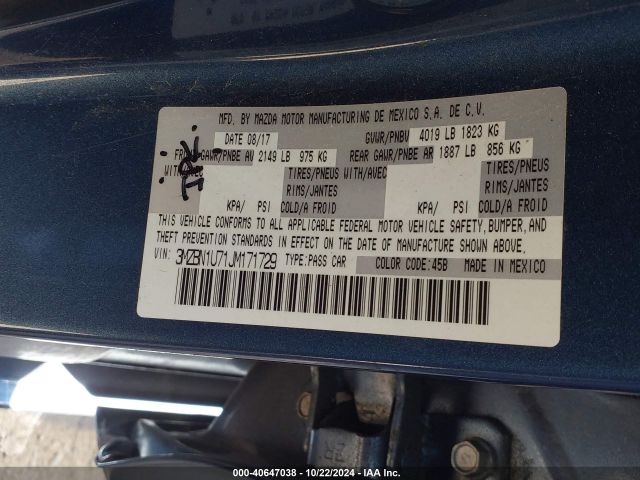 MFD. BY MAZDA MOTOR MANUFACTURING DE MEXICO S.A. DE C.V.
DATE 08/17 GVWR/PNBV 4019 LB 1823 KG
GAWR/PNBE AV 2149 LB 975 KG REAR GAWR/PNBE AR 1887 LB 856 KG
WITH/AVEC TIRES/PNEUS WITH/AVEC TIRES/PNEUS
RIMS/JANTES RIMS/JANTES
KPA/ PSI COLD/A FROID KPA/ PSI COLD/A FROID
THIS VEHICLE CONFORMS TO ALL APPLICABLE FEDERAL MOTOR VEHICLE SAFETY, BUMPER, AND
THEFT PREVENTION STANDARDS IN EFFECT ON THE DATE OF MANUFACTURE SHOWN ABOVE.
VIN: 3MZBN1U71JM171729 TYPE:PASS CAR COLOR CODE:45B MADE IN MEXICO
000-40647038 - 10/22/2024 - IAA Inc.